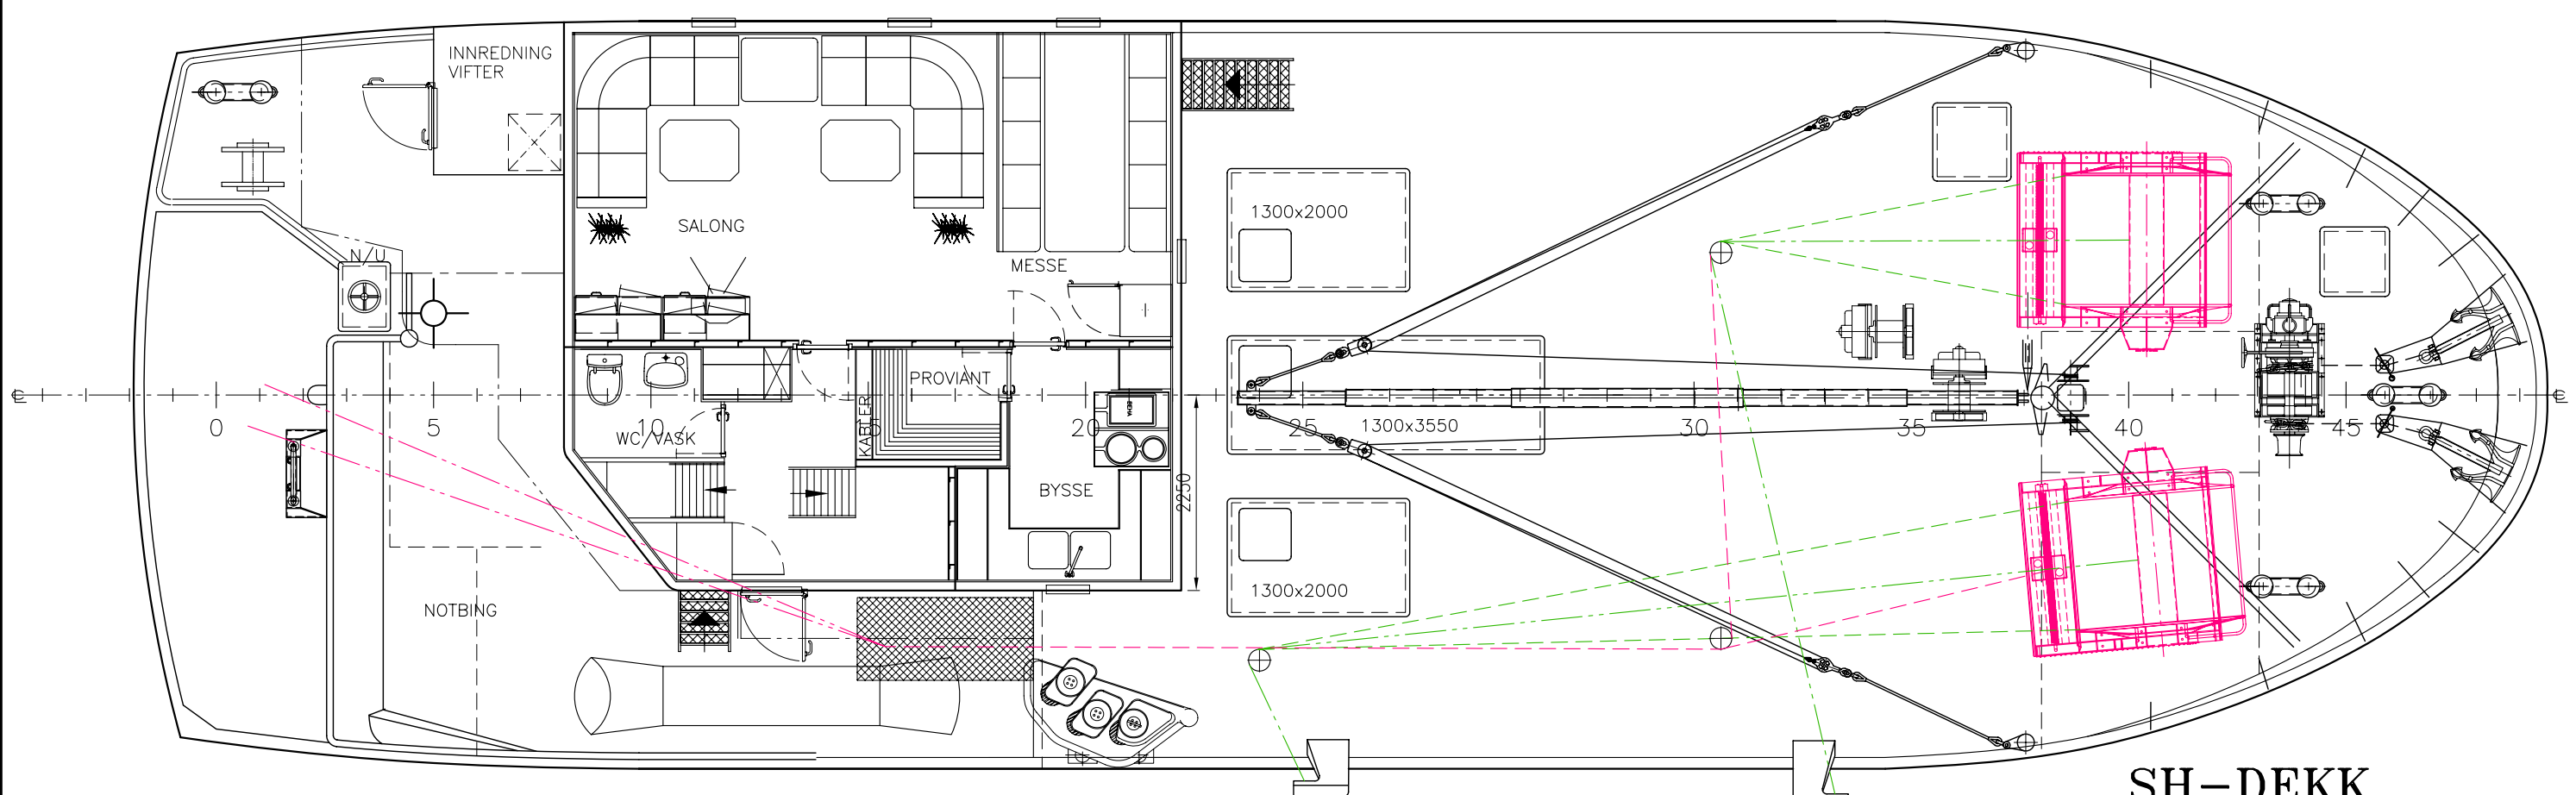 INNREDNING
VIFTER
1300x2000
SALONG
N/U
MESSE
PROVIANT
KABLER
WC/VASK
0
5
10
15
20
25
30
35
40
45
1300x3550
BYSSE
2250
1300x2000
NOTBING
SH-DEKK